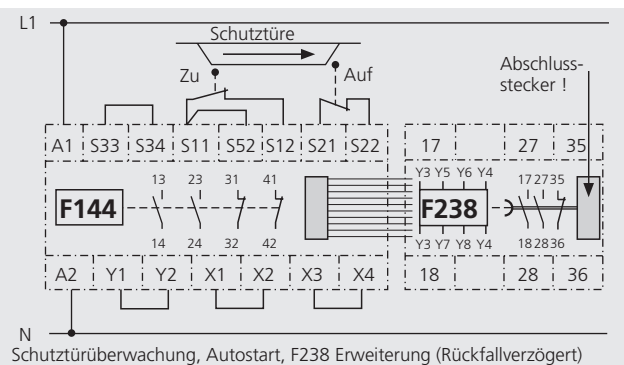 L1
Schutztüre
Zu
Auf
Abschluss-
stecker !
A1 S33 S34 S11 S52 S12 S21 S22
17 27 35
13 23 31 41
Y3 Y5 Y6 Y4
17 27 35
F144
F238
14 24 32 42
Y3 Y7 Y8 Y4
18 28 36
A2 Y1 Y2 X1 X2 X3 X4
18 28 36
N
Schutztürüberwachung, Autostart, F238 Erweiterung (Rückfallverzögert)